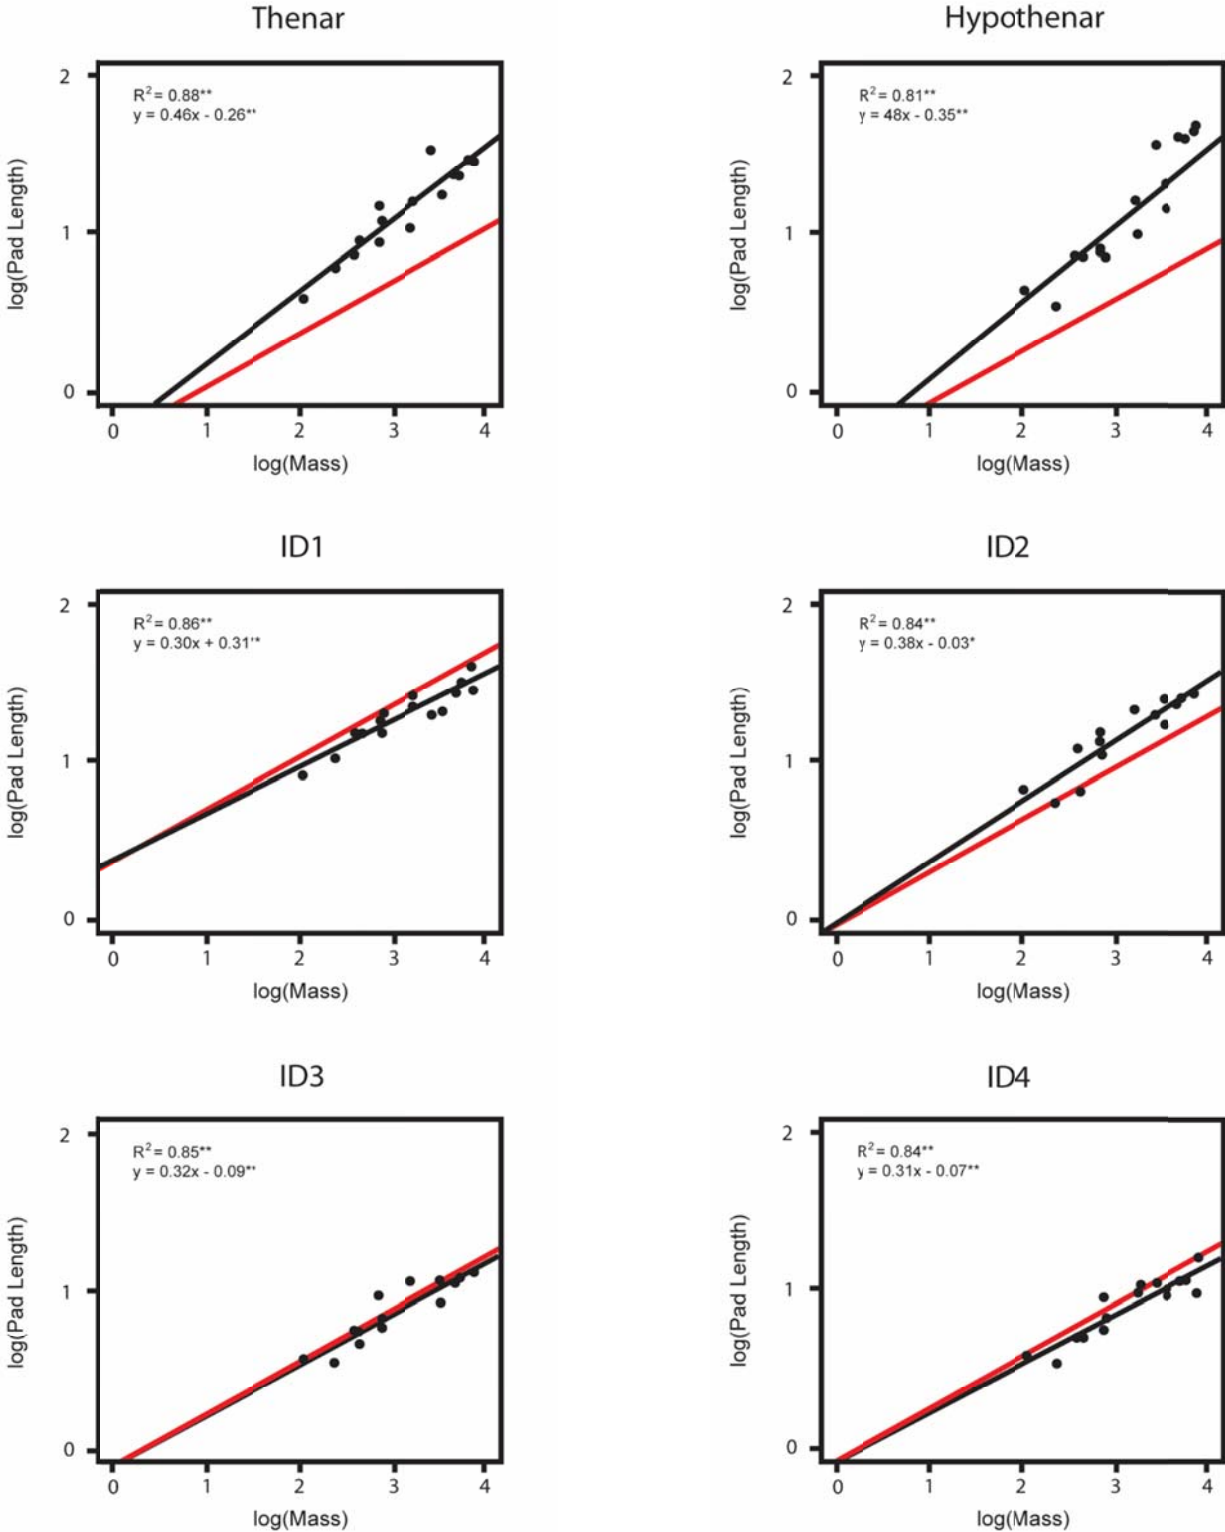 Thenar
R² = 0.88**
y = 0.46x - 0.26**
log(Pad Length)
2
1
0
0 1 2 3 4
log(Mass)
Hypothenar
R² = 0.81**
y = 48x - 0.35**
log(Pad Length)
2
1
0
0 1 2 3 4
log(Mass)
ID1
R² = 0.86**
y = 0.30x + 0.31**
log(Pad Length)
2
1
0
0 1 2 3 4
log(Mass)
ID2
R² = 0.84**
y = 0.38x - 0.03*
log(Pad Length)
2
1
0
0 1 2 3 4
log(Mass)
ID3
R² = 0.85**
y = 0.32x - 0.09**
log(Pad Length)
2
1
0
0 1 2 3 4
log(Mass)
ID4
R² = 0.84**
y = 0.31x - 0.07**
log(Pad Length)
2
1
0
0 1 2 3 4
log(Mass)